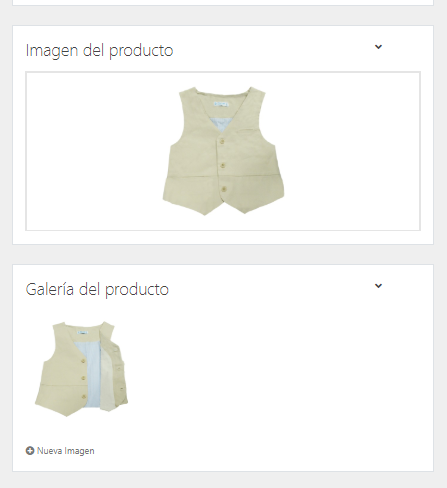 Imagen del producto
Galería del producto
Nueva Imagen